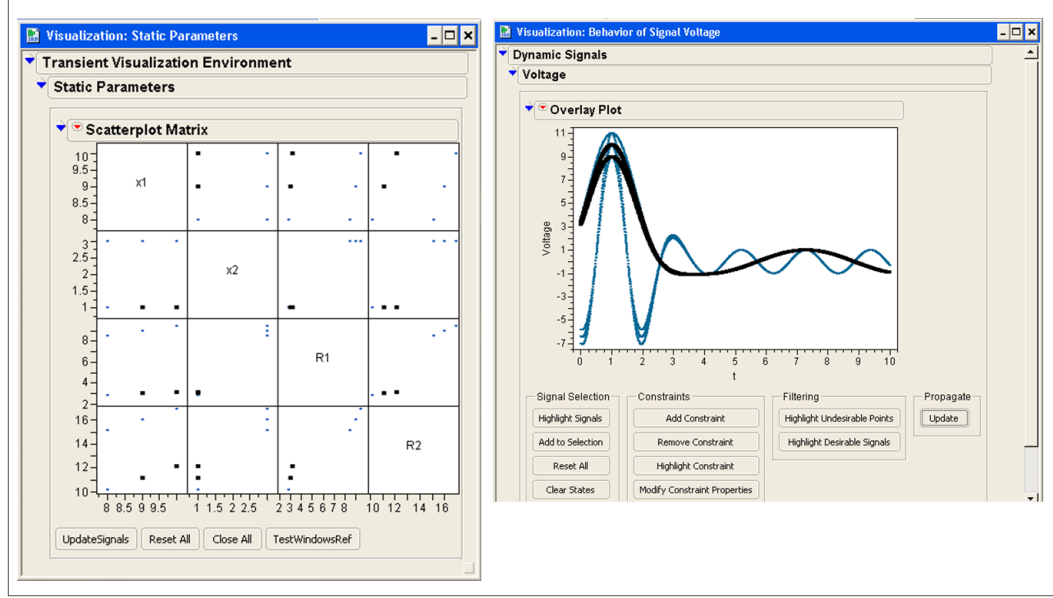 Visualization: Static Parameters
Transient Visualization Environment
Static Parameters
Scatterplot Matrix
10
9.5
9
8.5
8
x1
3
2.5
2
1.5
1
x2
8
6
4
2
R1
16
14
12
10
R2
8 8.5 9 9.5
1 1.5 2 2.5
2 3 4 5 6 7 8
10 12 14 16
UpdateSignals Reset All Close All TestWindowsRef
Visualization: Behavior of Signal Voltage
Dynamic Signals
Voltage
Overlay Plot
11
9
7
5
3
1
-1
-3
-5
-7
Voltage
0 1 2 3 4 5 6 7 8 9 10
t
Signal Selection Constraints Filtering Propagate
Highlight Signals Add Constraint Highlight Undesirable Points Update
Add to Selection Remove Constraint Highlight Desirable Signals
Reset All Highlight Constraint
Clear States Modify Constraint Properties